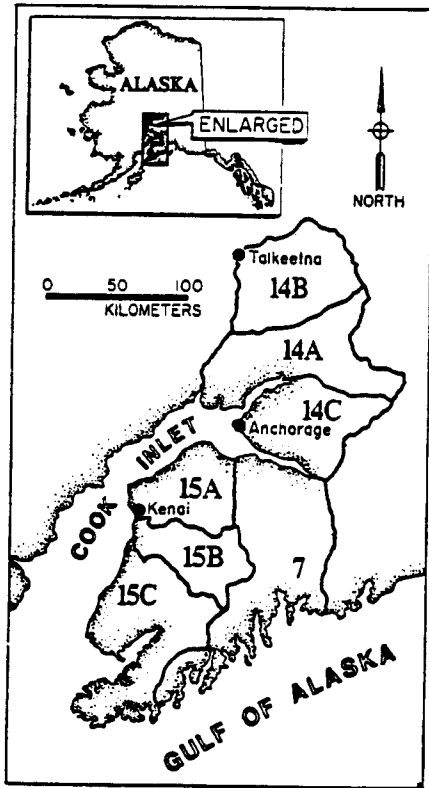 ALASKA
ENLARGED
NORTH
Talkeetna
14B
0 50 100
KILOMETERS
14A
14C
Anchorage
COOK INLET
15A
Kenai
15B
7
15C
GULF OF ALASKA